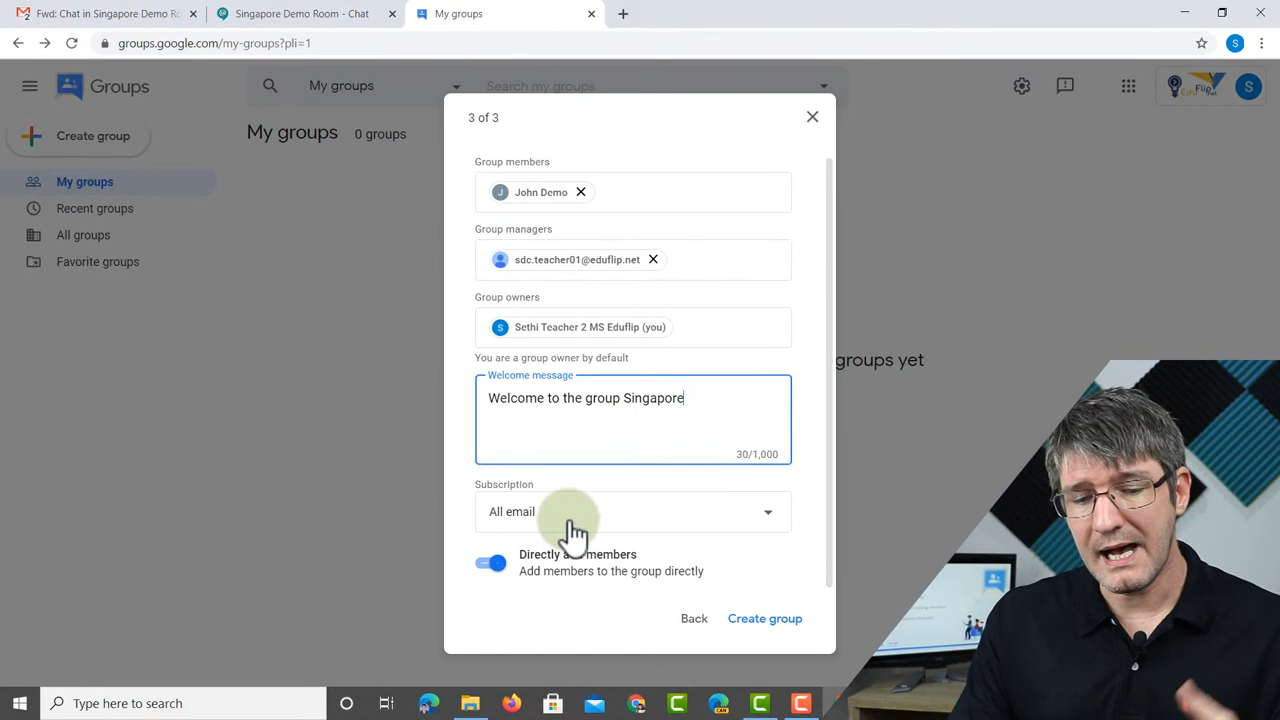 Fwd: Chat in Singapore Demo Ro
Singapore Demo Room - Chat
My groups
groups.google.com/my-groups?pli=1
S
Groups
My groups
Search my groups
Flip
S
Create group
My groups 0 groups
My groups
Recent groups
All groups
Favorite groups
groups yet
3 of 3
Group members
J John Demo
Group managers
sdc.teacher01@eduflip.net
Group owners
S Sethi Teacher 2 MS Eduflip (you)
You are a group owner by default
Welcome message
Welcome to the group Singapore
30/1,000
Subscription
All email
Directly a members
Add members to the group directly
Back Create group
Type here to search
CAN